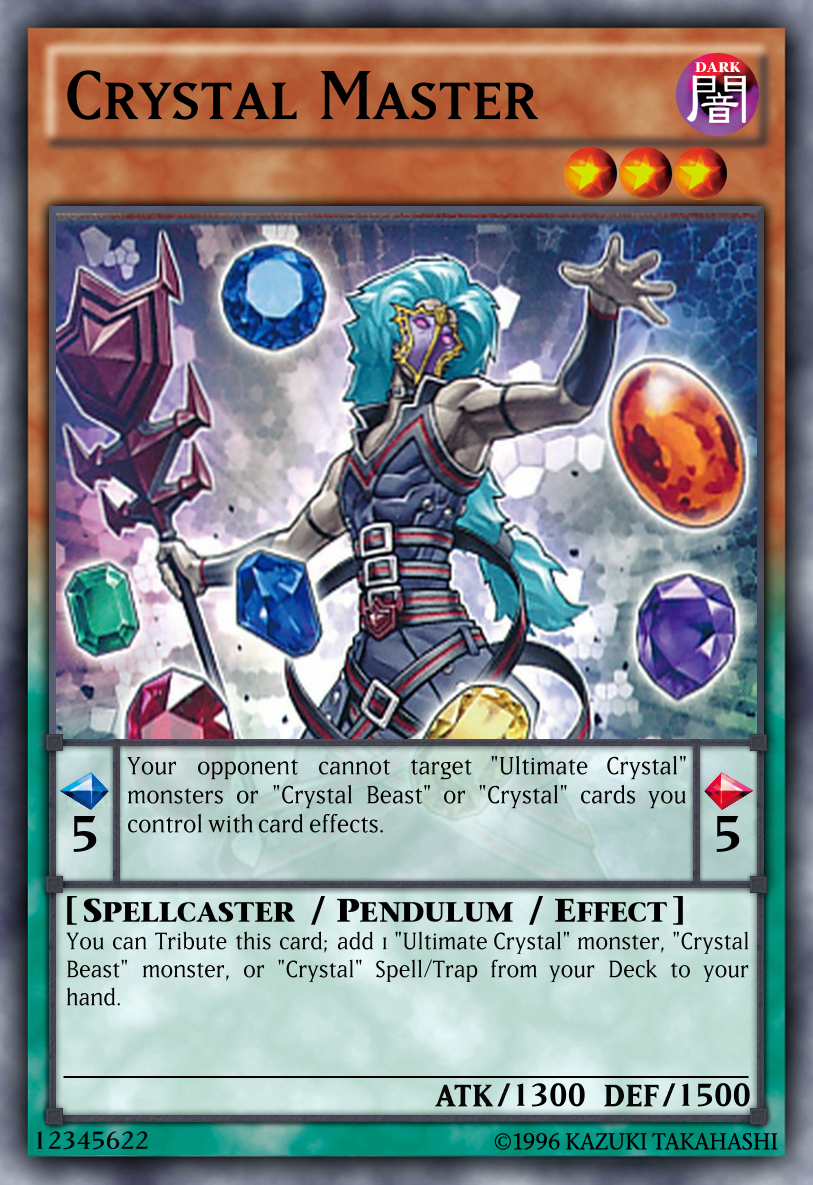 Crystal Master
DARK
闇
Your opponent cannot target "Ultimate Crystal"
monsters or "Crystal Beast" or "Crystal" cards you
control with card effects.
5
5
[ Spellcaster / Pendulum / Effect ]
You can Tribute this card; add 1 "Ultimate Crystal" monster, "Crystal
Beast" monster, or "Crystal" Spell/Trap from your Deck to your
hand.
ATK/1300 DEF/1500
12345622
©1996 KAZUKI TAKAHASHI